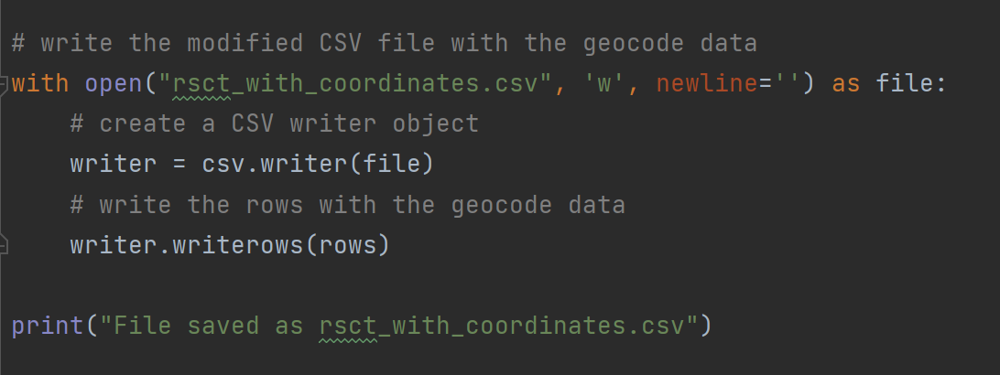 # write the modified CSV file with the geocode data
with open("rsct_with_coordinates.csv", 'w', newline='') as file:
    # create a CSV writer object
    writer = csv.writer(file)
    # write the rows with the geocode data
    writer.writerows(rows)
print("File saved as rsct_with_coordinates.csv")